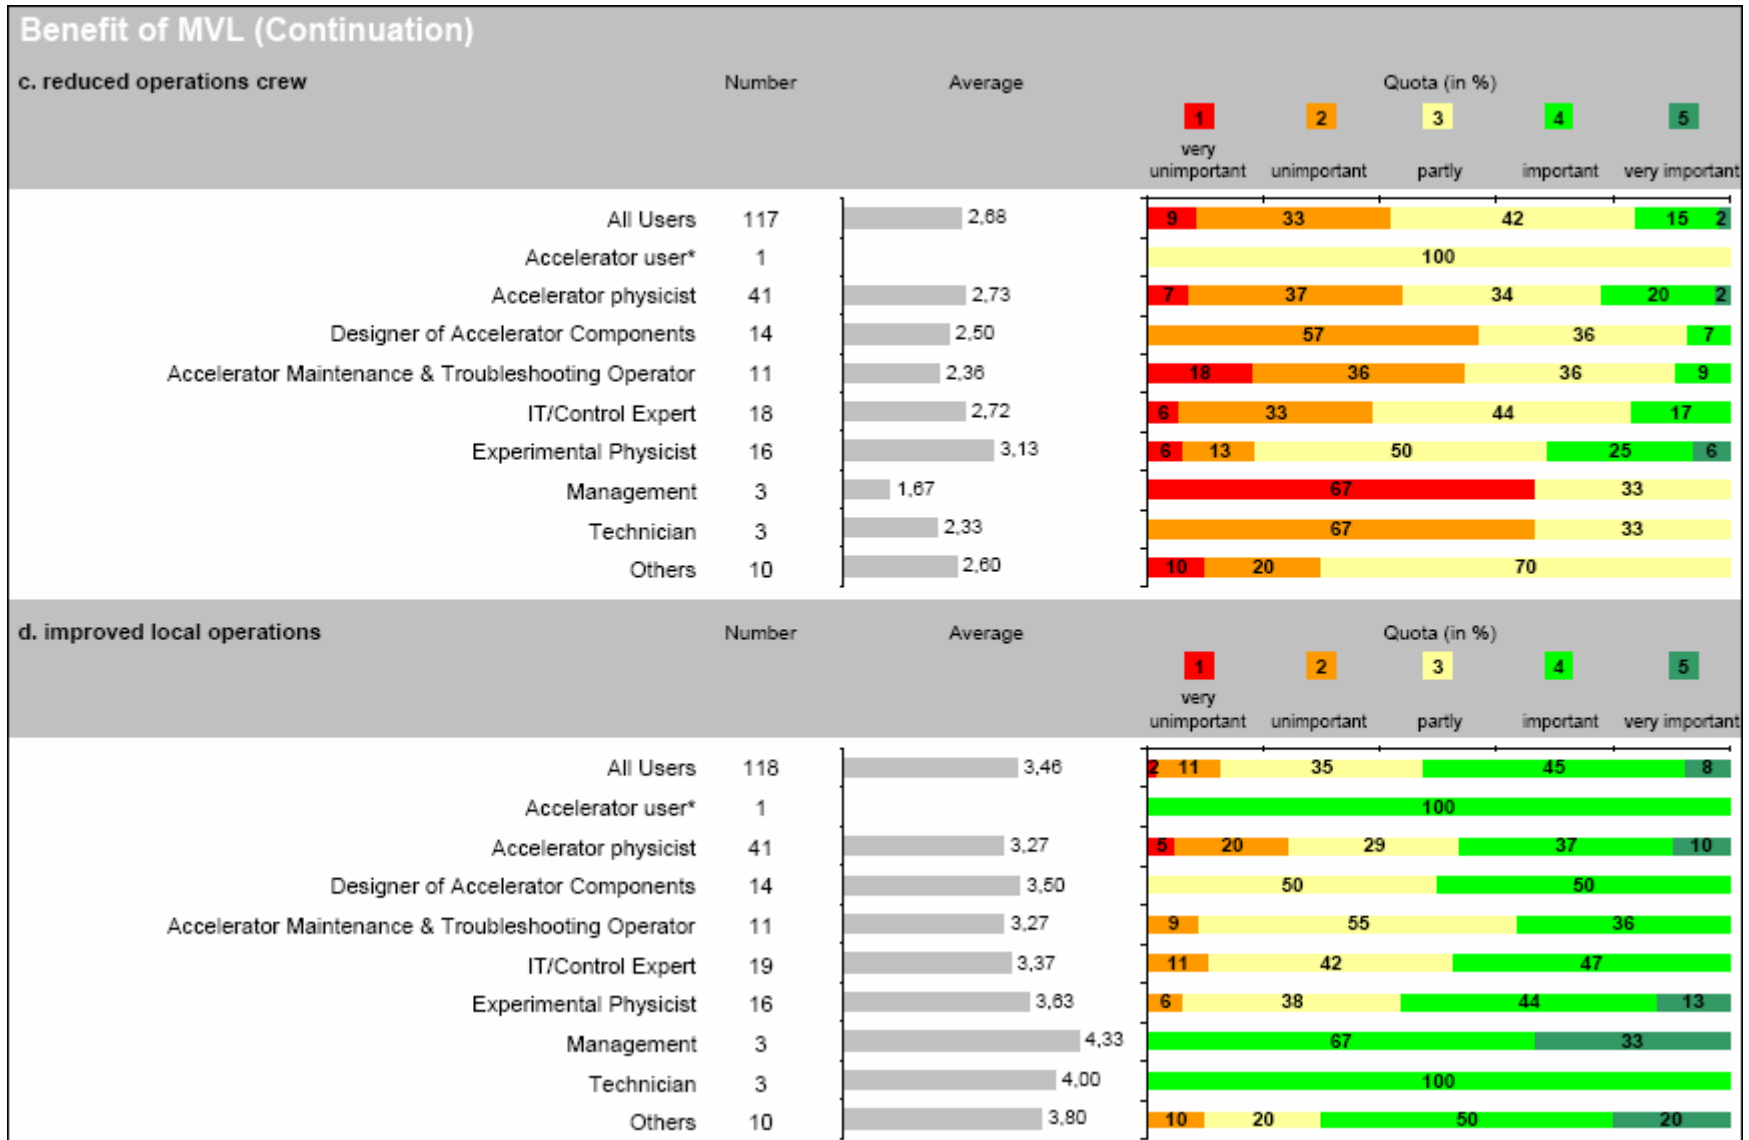 Benefit of MVL (Continuation)
c. reduced operations crew Number Average Quota (in %)
1 2 3 4 5
very
unimportant unimportant partly important very important
All Users 117 2,68 9 33 42 15 2
Accelerator user* 1 100
Accelerator physicist 41 2,73 7 37 34 20 2
Designer of Accelerator Components 14 2,50 57 36 7
Accelerator Maintenance & Troubleshooting Operator 11 2,36 18 36 36 9
IT/Control Expert 18 2,72 6 33 44 17
Experimental Physicist 16 3,13 6 13 50 25 6
Management 3 1,67 67 33
Technician 3 2,33 67 33
Others 10 2,60 10 20 70
d. improved local operations Number Average Quota (in %)
1 2 3 4 5
very
unimportant unimportant partly important very important
All Users 118 3,46 2 11 35 45 8
Accelerator user* 1 100
Accelerator physicist 41 3,27 5 20 29 37 10
Designer of Accelerator Components 14 3,50 50 50
Accelerator Maintenance & Troubleshooting Operator 11 3,27 9 55 36
IT/Control Expert 19 3,37 11 42 47
Experimental Physicist 16 3,63 6 38 44 13
Management 3 4,33 67 33
Technician 3 4,00 100
Others 10 3,80 10 20 50 20